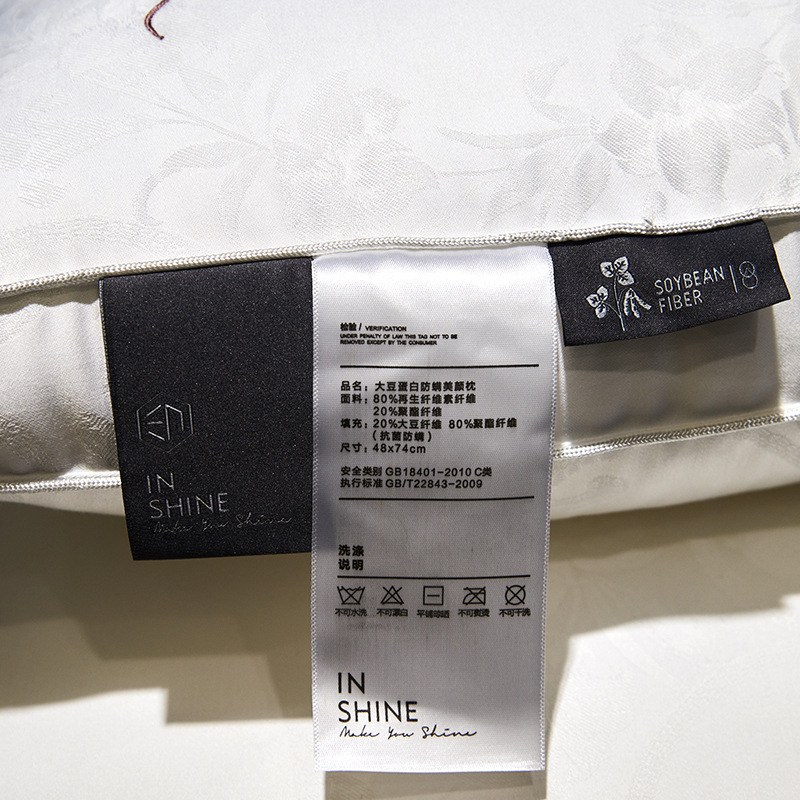 检验 / VERIFICATION
UNDER PENALTY OF LAW THIS TAG NOT TO BE
REMOVED EXCEPT BY THE CONSUMER
品名：大豆蛋白防螨美颜枕
面料：80%再生纤维素纤维
20%聚酯纤维
填充：20%大豆纤维 80%聚酯纤维
（抗菌防螨）
尺寸：48x74cm
安全类别 GB18401-2010 C类
执行标准 GB/T22843-2009
洗涤
说明
不可水洗 不可漂白 平铺晾晒 不可熨烫 不可干洗
IN
SHINE
Make You Shine
IN
SHINE
Make You Shine
SOYBEAN
FIBER